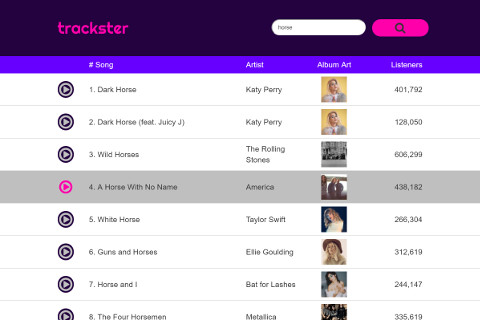 trackster
horse
# Song Artist Album Art Listeners
1. Dark Horse Katy Perry 401,792
2. Dark Horse (feat. Juicy J) Katy Perry 128,050
3. Wild Horses The Rolling Stones 606,299
4. A Horse With No Name America 438,182
5. White Horse Taylor Swift 266,304
6. Guns and Horses Ellie Goulding 312,619
7. Horse and I Bat for Lashes 244,147
8. The Four Horsemen Metallica 335,619